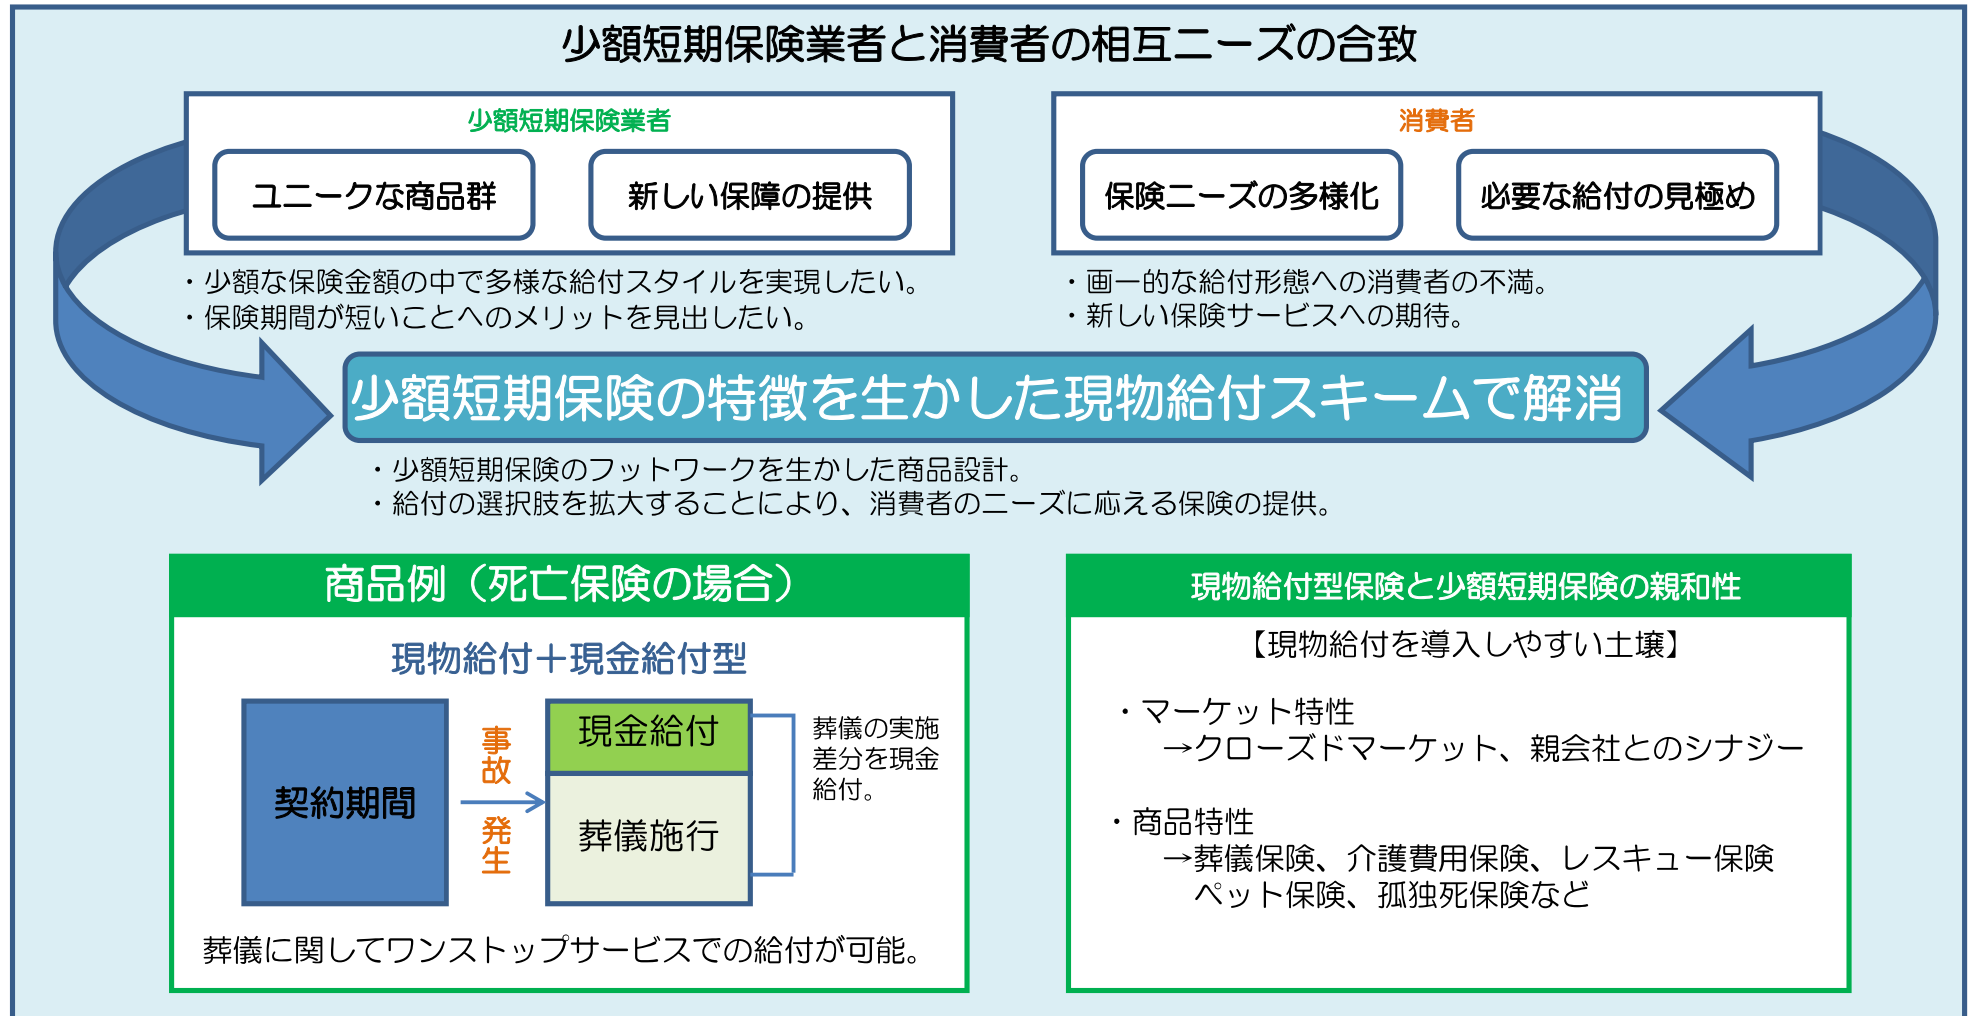 少額短期保険業者と消費者の相互ニーズの合致
少額短期保険業者
ユニークな商品群
新しい保障の提供
・少額な保険金額の中で多様な給付スタイルを実現したい。
・保険期間が短いことへのメリットを見出したい。
消費者
保険ニーズの多様化
必要な給付の見極め
・画一的な給付形態への消費者の不満。
・新しい保険サービスへの期待。
少額短期保険の特徴を生かした現物給付スキームで解消
・少額短期保険のフットワークを生かした商品設計。
・給付の選択肢を拡大することにより、消費者のニーズに応える保険の提供。
商品例（死亡保険の場合）
現物給付＋現金給付型
契約期間
事故
発生
現金給付
葬儀施行
葬儀の実施
差分を現金
給付。
葬儀に関してワンストップサービスでの給付が可能。
現物給付型保険と少額短期保険の親和性
【現物給付を導入しやすい土壌】
・マーケット特性
→クローズドマーケット、親会社とのシナジー
・商品特性
→葬儀保険、介護費用保険、レスキュー保険
ペット保険、孤独死保険など